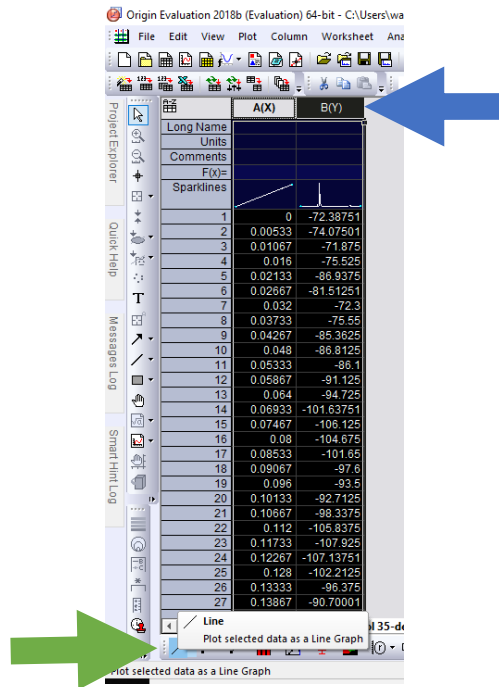 Origin Evaluation 2018b (Evaluation) 64-bit - C:\Users\wa
File Edit View Plot Column Worksheet Ana
A(X) B(Y)
Long Name
Units
Comments
F(x)=
Sparklines
1 0 -72.38751
2 0.00533 -74.07501
3 0.01067 -71.875
4 0.016 -75.525
5 0.02133 -86.9375
6 0.02667 -81.51251
7 0.032 -72.3
8 0.03733 -75.55
9 0.04267 -85.3625
10 0.048 -86.8125
11 0.05333 -86.1
12 0.05867 -91.125
13 0.064 -94.725
14 0.06933 -101.63751
15 0.07467 -106.125
16 0.08 -104.675
17 0.08533 -101.65
18 0.09067 -97.6
19 0.096 -93.5
20 0.10133 -92.7125
21 0.10667 -98.3375
22 0.112 -105.8375
23 0.11733 -107.925
24 0.12267 -107.13751
25 0.128 -102.2125
26 0.13333 -96.375
27 0.13867 -90.70001
Project Explorer
Quick Help
Messages Log
Smart Hint Log
Line
Plot selected data as a Line Graph
ol 35-de
Plot selected data as a Line Graph